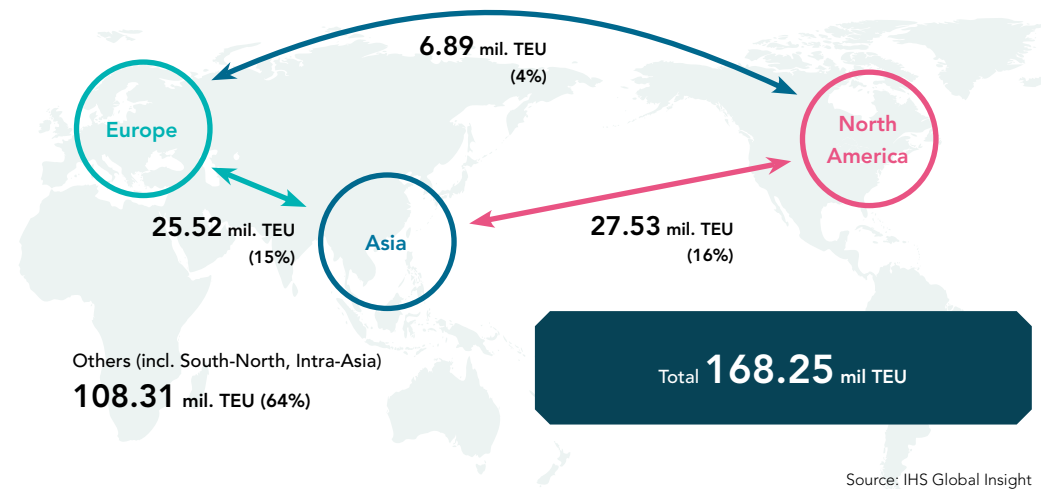 6.89 mil. TEU
(4%)
Europe
North
America
25.52 mil. TEU
(15%)
Asia
27.53 mil. TEU
(16%)
Others (incl. South-North, Intra-Asia)
108.31 mil. TEU (64%)
Total 168.25 mil TEU
Source: IHS Global Insight